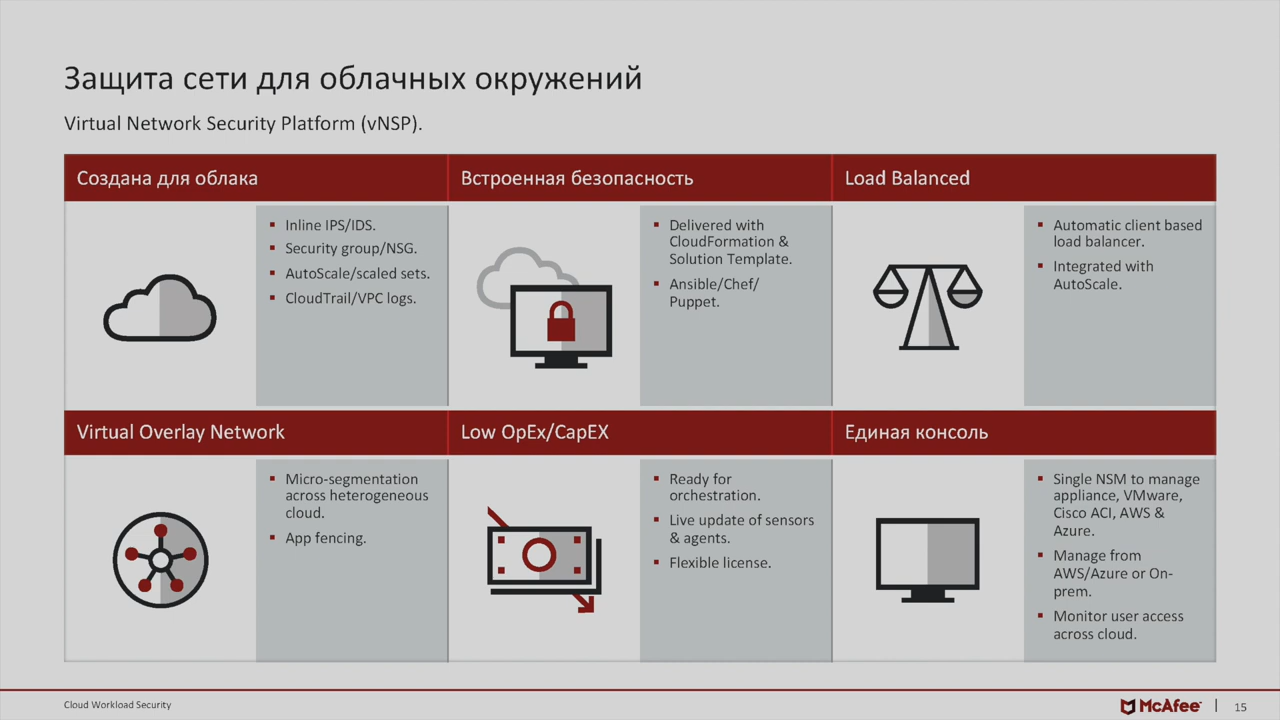 Защита сети для облачных окружений
Virtual Network Security Platform (vNSP).
Создана для облака
Inline IPS/IDS.
Security group/NSG.
AutoScale/scaled sets.
CloudTrail/VPC logs.
Встроенная безопасность
Delivered with
CloudFormation &
Solution Template.
Ansible/Chef/
Puppet.
Load Balanced
Automatic client based
load balancer.
Integrated with
AutoScale.
Virtual Overlay Network
Micro-segmentation
across heterogeneous
cloud.
App fencing.
Low OpEx/CapEX
Ready for
orchestration.
Live update of sensors
& agents.
Flexible license.
Единая консоль
Single NSM to manage
appliance, VMware,
Cisco ACI, AWS &
Azure.
Manage from
AWS/Azure or On-
prem.
Monitor user access
across cloud.
Cloud Workload Security
McAfee
15